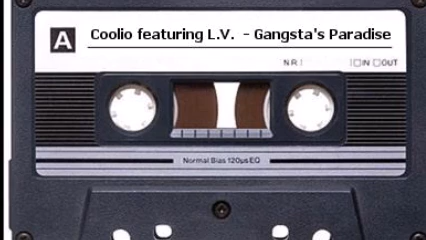 A
Coolio featuring L.V. - Gangsta's Paradise
N R
IN OUT
Normal Bias 120µs EQ